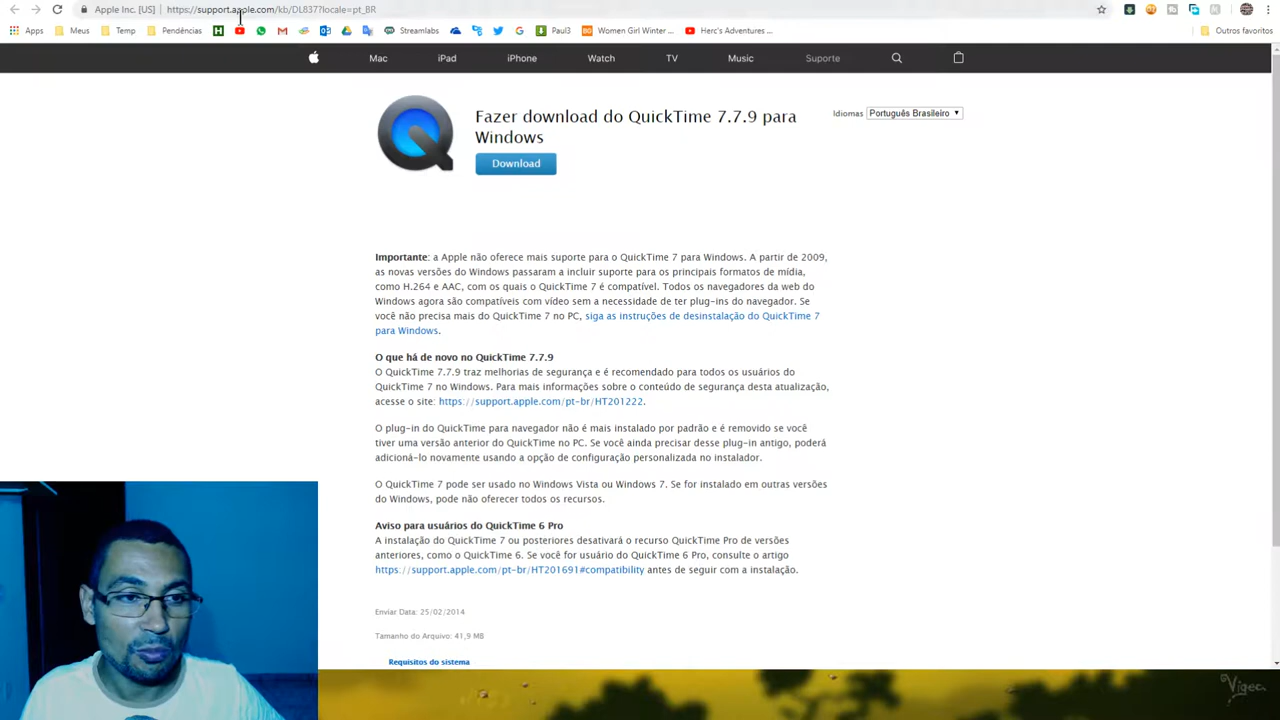 Apple Inc. [US] | https://support.apple.com/kb/DL837?locale=pt_BR
Apps Meus Temp Pendências H Streamlabs Paul3 Women Girl Winter ... Herc's Adventures ... Outros favoritos
Mac iPad iPhone Watch TV Music Suporte
Fazer download do QuickTime 7.7.9 para
Windows
Idiomas Português Brasileiro
Download
Importante: a Apple não oferece mais suporte para o QuickTime 7 para Windows. A partir de 2009,
as novas versões do Windows passaram a incluir suporte para os principais formatos de mídia,
como H.264 e AAC, com os quais o QuickTime 7 é compatível. Todos os navegadores da web do
Windows agora são compatíveis com vídeo sem a necessidade de ter plug-ins do navegador. Se
você não precisa mais do QuickTime 7 no PC, siga as instruções de desinstalação do QuickTime 7
para Windows.
O que há de novo no QuickTime 7.7.9
O QuickTime 7.7.9 traz melhorias de segurança e é recomendado para todos os usuários do
QuickTime 7 no Windows. Para mais informações sobre o conteúdo de segurança desta atualização,
acesse o site: https://support.apple.com/pt-br/HT201222.
O plug-in do QuickTime para navegador não é mais instalado por padrão e é removido se você
tiver uma versão anterior do QuickTime no PC. Se você ainda precisar desse plug-in antigo, poderá
adicioná-lo novamente usando a opção de configuração personalizada no instalador.
O QuickTime 7 pode ser usado no Windows Vista ou Windows 7. Se for instalado em outras versões
do Windows, pode não oferecer todos os recursos.
Aviso para usuários do QuickTime 6 Pro
A instalação do QuickTime 7 ou posteriores desativará o recurso QuickTime Pro de versões
anteriores, como o QuickTime 6. Se você for usuário do QuickTime 6 Pro, consulte o artigo
https://support.apple.com/pt-br/HT201691#compatibility antes de seguir com a instalação.
Enviar Data: 25/02/2014
Tamanho do Arquivo: 41,9 MB
Requisitos do sistema